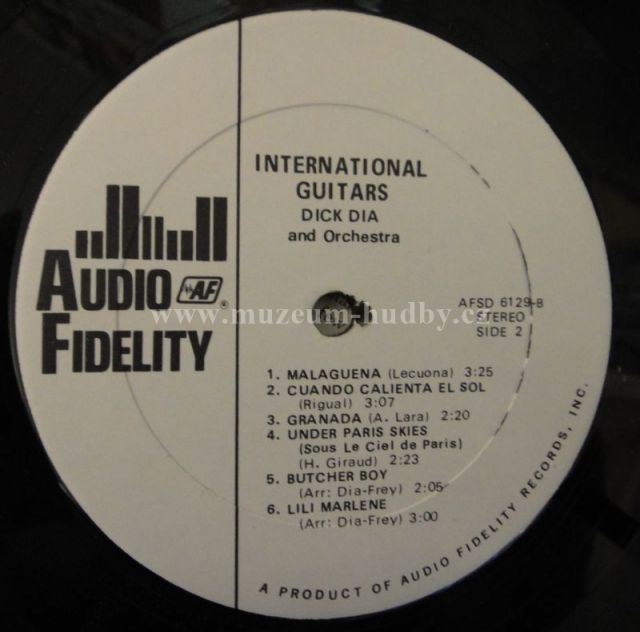 INTERNATIONAL
GUITARS
DICK DIA
and Orchestra
AUDIO AF ®
FIDELITY
AFSD 6129-B
STEREO
SIDE 2
www.muzeum-hudby.cz
1. MALAGUENA (Lecuona) 3:25
2. CUANDO CALIENTA EL SOL
(Rigual) 3:07
3. GRANADA (A. Lara) 2:20
4. UNDER PARIS SKIES
(Sous Le Ciel de Paris)
(H. Giraud) 2:23
5. BUTCHER BOY
(Arr: Dia-Frey) 2:05
6. LILI MARLENE
(Arr: Dia-Frey) 3:00
A PRODUCT OF AUDIO FIDELITY RECORDS, INC.